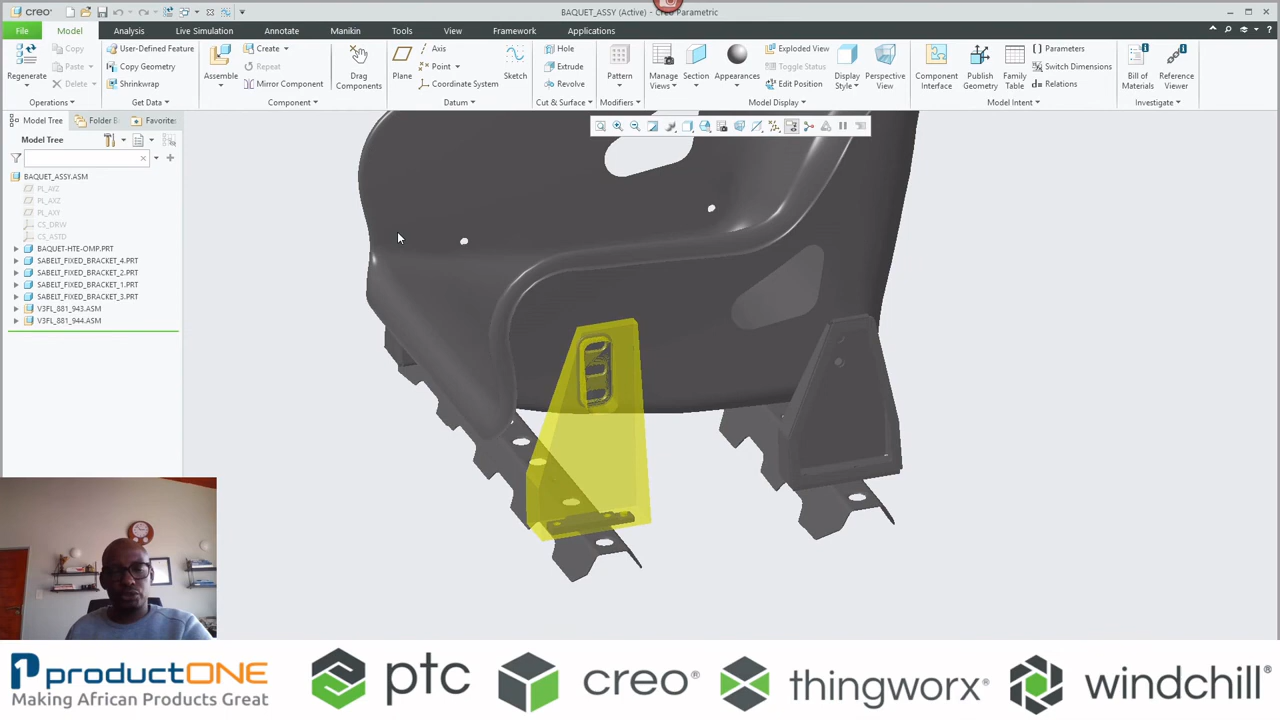 creo°
BAQUET_ASSY (Active) - Creo Parametric
File
Model
Analysis
Live Simulation
Annotate
Manikin
Tools
View
Framework
Applications
Regenerate
Copy
Paste
Delete
Operations
User-Defined Feature
Copy Geometry
Shrinkwrap
Get Data
Assemble
Create
Repeat
Mirror Component
Component
Drag Components
Plane
Axis
Point
Coordinate System
Sketch
Datum
Hole
Extrude
Revolve
Cut & Surface
Pattern
Modifiers
Manage Views
Section
Appearances
Exploded View
Toggle Status
Edit Position
Display Style
Perspective View
Model Display
Component Interface
Publish Geometry
Family Table
Parameters
Switch Dimensions
Relations
Model Intent
Bill of Materials
Reference Viewer
Investigate
Model Tree
Folder B
Favorites
Model Tree
BAQUET_ASSY.ASM
PL_AYZ
PL_AXZ
PL_AXY
CS_DRW
CS_ASTD
BAQUET-HTE-OMP.PRT
SABELT_FIXED_BRACKET_4.PRT
SABELT_FIXED_BRACKET_2.PRT
SABELT_FIXED_BRACKET_1.PRT
SABELT_FIXED_BRACKET_3.PRT
V3FL_881_943.ASM
V3FL_881_944.ASM
productONE
Making African Products Great
ptc
creo®
thingworx®
windchill®